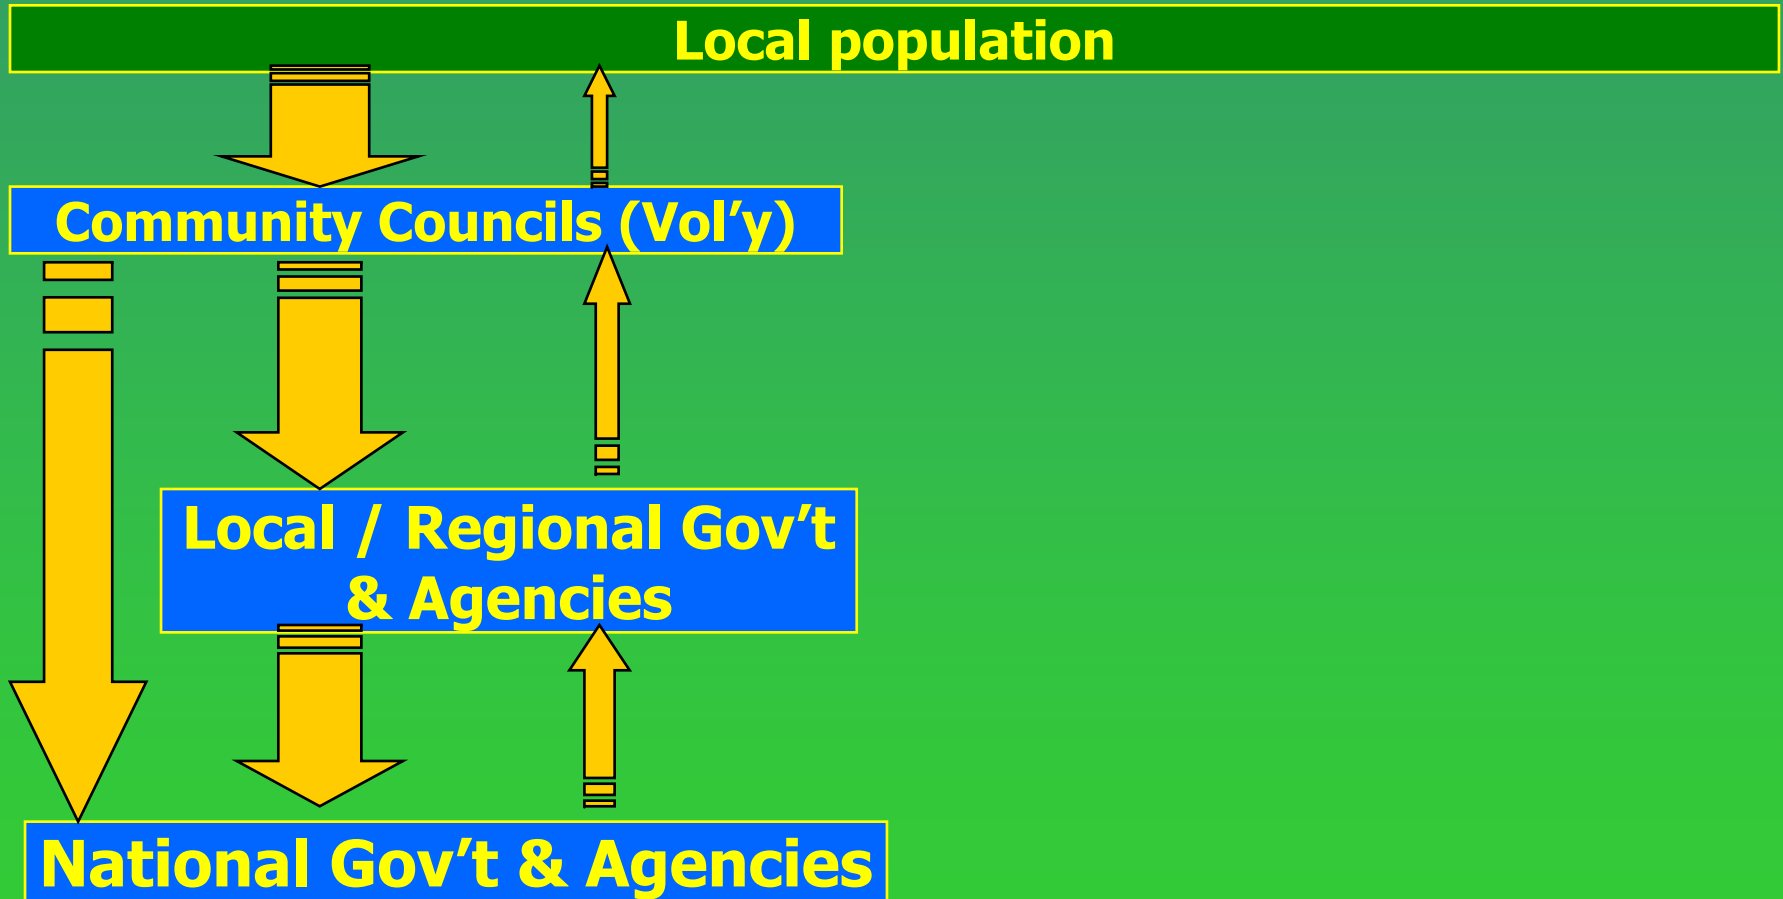 Local population
Community Councils (Vol’y)
Local / Regional Gov’t
& Agencies
National Gov’t & Agencies